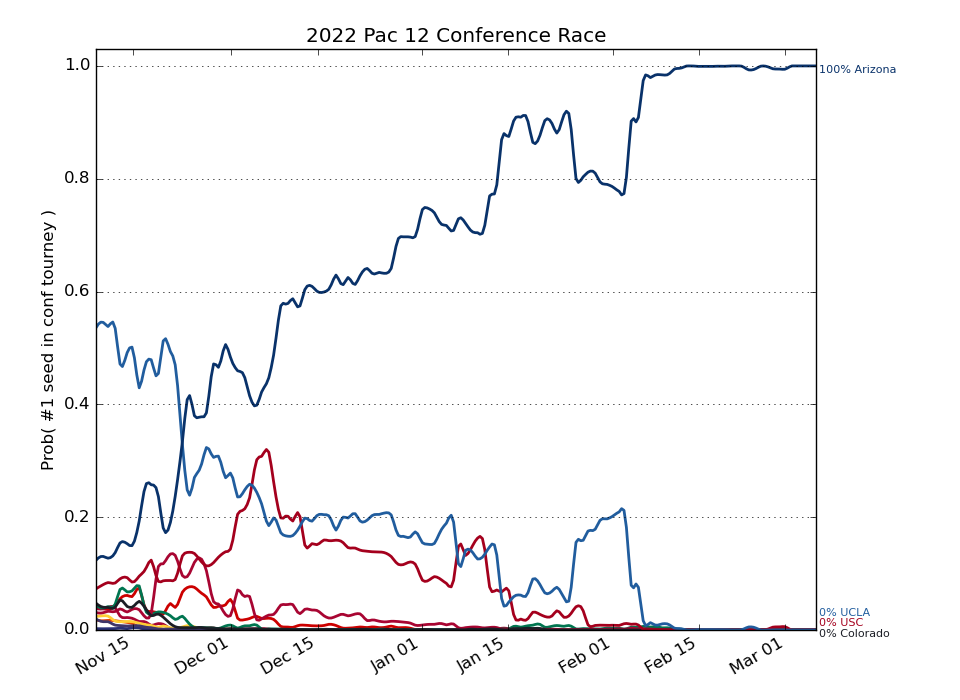 2022 Pac 12 Conference Race
Prob( #1 seed in conf tourney )
1.0
0.8
0.6
0.4
0.2
0.0
100% Arizona
0% UCLA
0% USC
0% Colorado
Nov 15
Dec 01
Dec 15
Jan 01
Jan 15
Feb 01
Feb 15
Mar 01